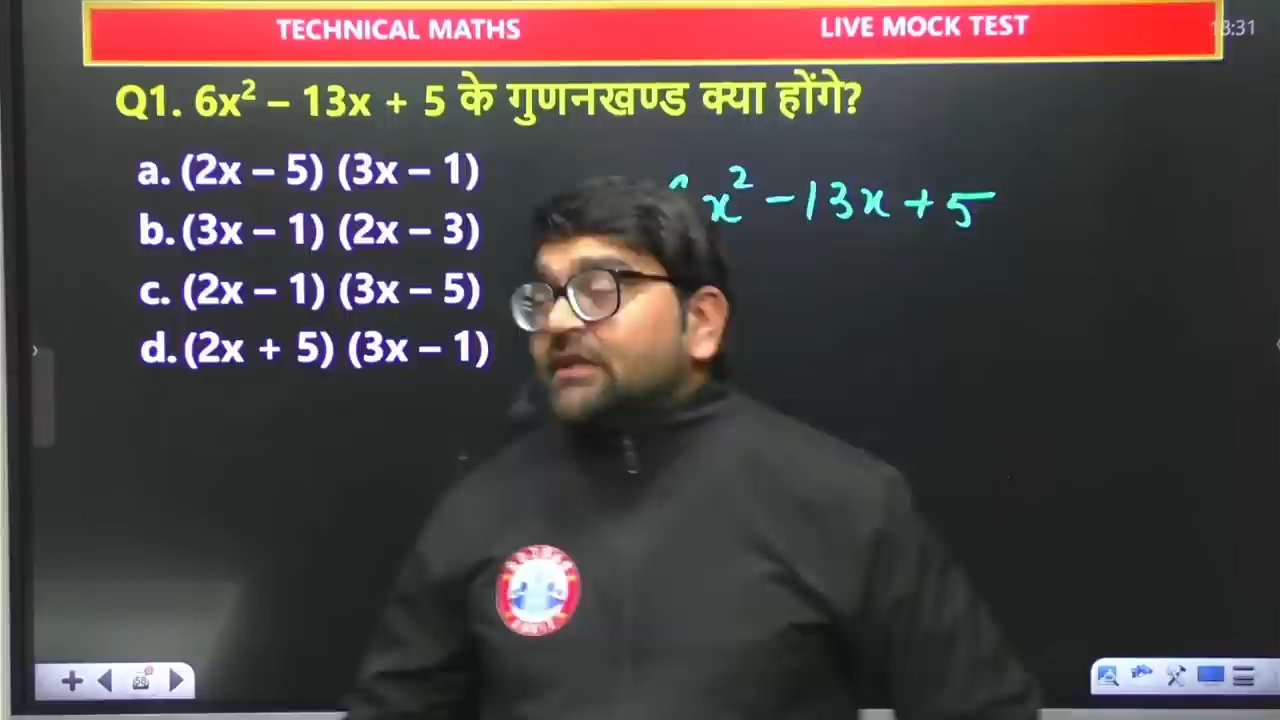 TECHNICAL MATHS LIVE MOCK TEST
Q1. 6x² – 13x + 5 के गुणनखण्ड क्या होंगे?
a. (2x – 5) (3x – 1)
b. (3x – 1) (2x – 3)
c. (2x – 1) (3x – 5)
d. (2x + 5) (3x – 1)
x² - 13x + 5